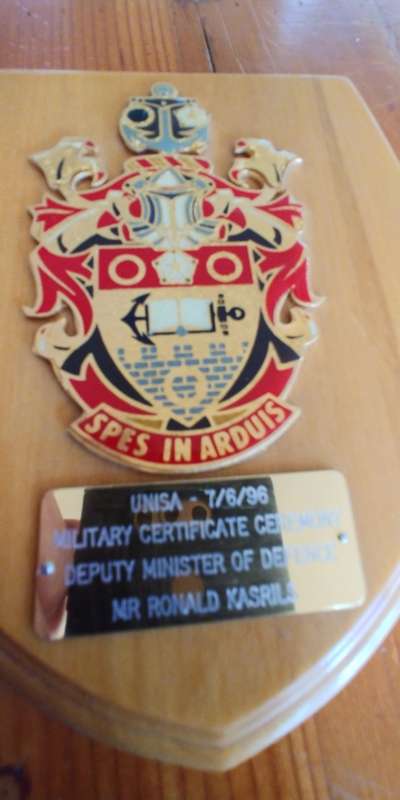 SPES IN ARDUIS
UNISA - 7/6/96
MILITARY CERTIFICATE CEREMONY
DEPUTY MINISTER OF DEFENCE
MR RONALD KASRILS